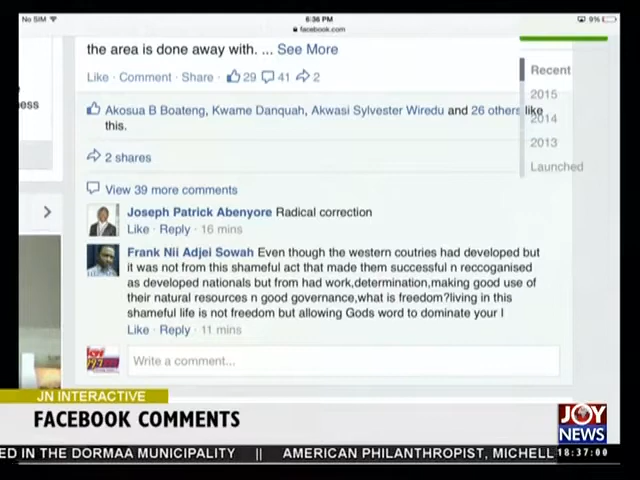 No SIM
6:36 PM
9%
facebook.com
the area is done away with. ... See More
Like · Comment · Share · 29 41 2
Akosua B Boateng, Kwame Danquah, Akwasi Sylvester Wiredu and 26 others like
this.
2 shares
View 39 more comments
Joseph Patrick Abenyore Radical correction
Like · Reply · 16 mins
Frank Nii Adjei Sowah Even though the western coutries had developed but
it was not from this shameful act that made them successful n reccoganised
as developed nationals but from had work,determination,making good use of
their natural resources n good governance,what is freedom?living in this
shameful life is not freedom but allowing Gods word to dominate your l
Like · Reply · 11 mins
Write a comment...
Recent
2015
2014
2013
Launched
ess
JOY
99.7
JN INTERACTIVE
FACEBOOK COMMENTS
JOY
NEWS
18:37:00
ED IN THE DORMAA MUNICIPALITY || AMERICAN PHILANTHROPIST, MICHELL